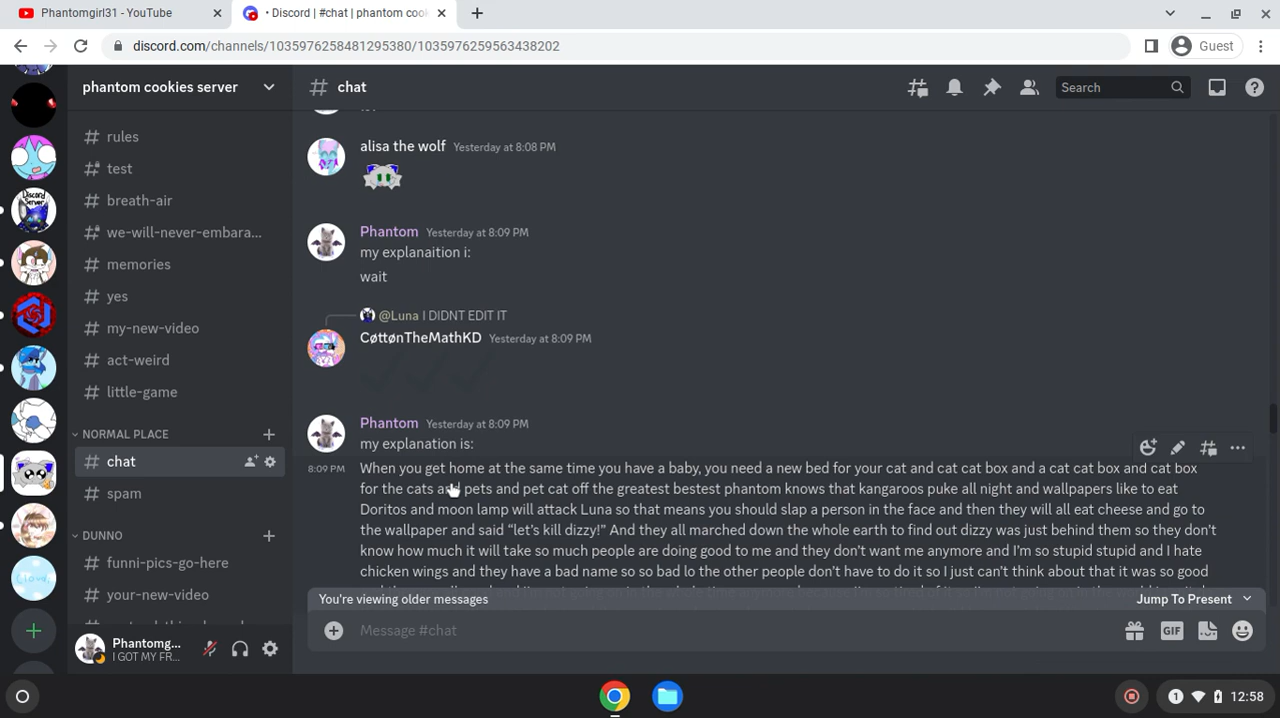 Phantomgirl31 - YouTube
• Discord | #chat | phantom cook
discord.com/channels/1035976258481295380/1035976259563438202
Guest
phantom cookies server
# chat
Search
rules
test
breath-air
we-will-never-embara...
memories
yes
my-new-video
act-weird
little-game
NORMAL PLACE
chat
spam
DUNNO
funni-pics-go-here
your-new-video
Phantomg...
I GOT MY FR...
alisa the wolf Yesterday at 8:08 PM
Phantom Yesterday at 8:09 PM
my explanaition i:
wait
@Luna I DIDNT EDIT IT
CøttønTheMathKD Yesterday at 8:09 PM
Phantom Yesterday at 8:09 PM
my explanation is:
8:09 PM When you get home at the same time you have a baby, you need a new bed for your cat and cat cat box and a cat cat box and cat box
for the cats and pets and pet cat off the greatest bestest phantom knows that kangaroos puke all night and wallpapers like to eat
Doritos and moon lamp will attack Luna so that means you should slap a person in the face and then they will all eat cheese and go to
the wallpaper and said “let’s kill dizzy!” And they all marched down the whole earth to find out dizzy was just behind them so they don’t
know how much it will take so much people are doing good to me and they don’t want me anymore and I’m so stupid stupid and I hate
chicken wings and they have a bad name so so bad lo the other people don’t have to do it so I just can’t think about that it was so good
You're viewing older messages
Jump To Present
Message #chat
GIF
1
12:58